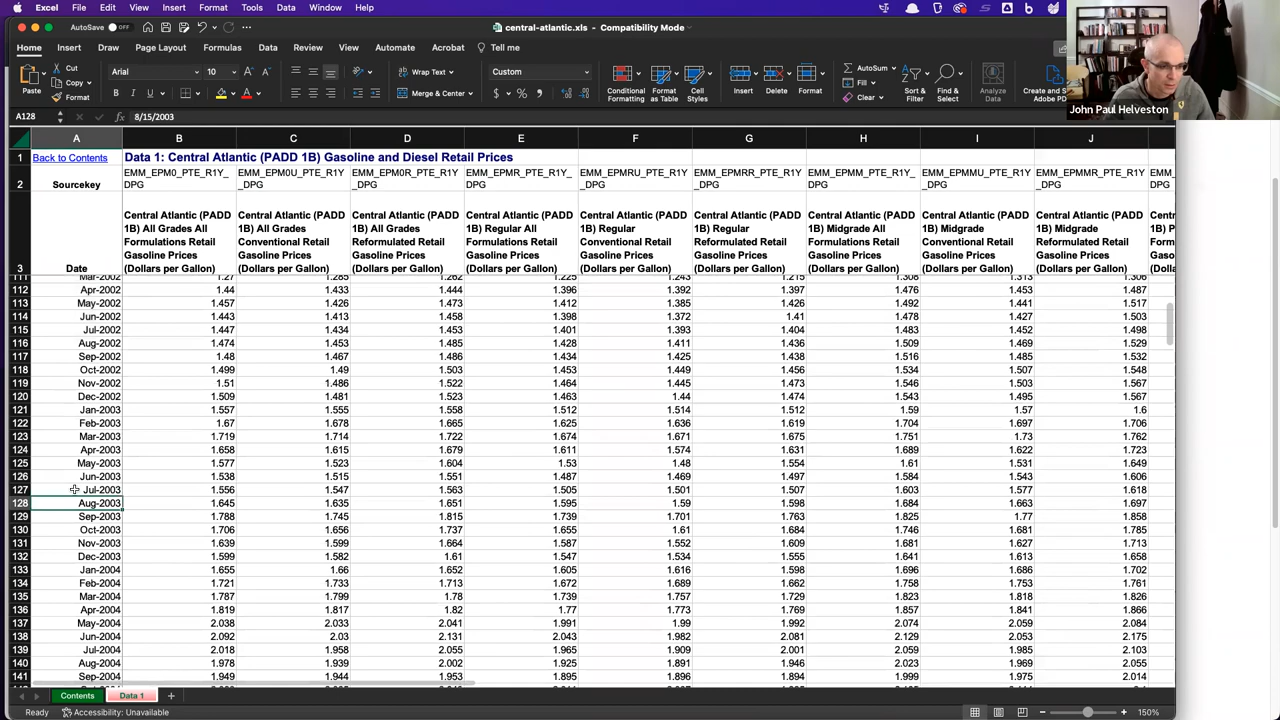 Excel File Edit View Insert Format Tools Data Window Help
AutoSave OFF
central-atlantic.xls - Compatibility Mode
Home Insert Draw Page Layout Formulas Data Review View Automate Acrobat Tell me
Paste
Cut
Copy
Format
Arial 10
Wrap Text
Merge & Center
Custom
Conditional Formatting
Format as Table
Cell Styles
Insert
Delete
Format
AutoSum
Fill
Clear
Sort & Filter
Find & Select
Analyze Data
Create and
Adobe PD
John Paul Helveston
A128 fx 8/15/2003
A B C D E F G H I J
1 Back to Contents Data 1: Central Atlantic (PADD 1B) Gasoline and Diesel Retail Prices
2 Sourcekey EMM_EPM0_PTE_R1Y_DPG EMM_EPM0U_PTE_R1Y_DPG EMM_EPM0R_PTE_R1Y_DPG EMM_EPMR_PTE_R1Y_DPG EMM_EPMRU_PTE_R1Y_DPG EMM_EPMRR_PTE_R1Y_DPG EMM_EPMM_PTE_R1Y_DPG EMM_EPMMU_PTE_R1Y_DPG EMM_EPMMR_PTE_R1Y_DPG
3 Date
Central Atlantic (PADD 1B) All Grades All Formulations Retail Gasoline Prices (Dollars per Gallon)
Central Atlantic (PADD 1B) All Grades Conventional Retail Gasoline Prices (Dollars per Gallon)
Central Atlantic (PADD 1B) All Grades Reformulated Retail Gasoline Prices (Dollars per Gallon)
Central Atlantic (PADD 1B) Regular All Formulations Retail Gasoline Prices (Dollars per Gallon)
Central Atlantic (PADD 1B) Regular Conventional Retail Gasoline Prices (Dollars per Gallon)
Central Atlantic (PADD 1B) Regular Reformulated Retail Gasoline Prices (Dollars per Gallon)
Central Atlantic (PADD 1B) Midgrade All Formulations Retail Gasoline Prices (Dollars per Gallon)
Central Atlantic (PADD 1B) Midgrade Conventional Retail Gasoline Prices (Dollars per Gallon)
Central Atlantic (PADD 1B) Midgrade Reformulated Retail Gasoline Prices (Dollars per Gallon)
111 Mar-2002 1.27 1.285 1.262 1.225 1.243 1.215 1.308 1.313 1.306
112 Apr-2002 1.44 1.433 1.444 1.396 1.392 1.397 1.476 1.453 1.487
113 May-2002 1.457 1.426 1.473 1.412 1.385 1.426 1.492 1.441 1.517
114 Jun-2002 1.443 1.413 1.458 1.398 1.372 1.41 1.478 1.427 1.503
115 Jul-2002 1.447 1.434 1.453 1.401 1.393 1.404 1.483 1.452 1.498
116 Aug-2002 1.474 1.453 1.485 1.428 1.411 1.436 1.509 1.469 1.529
117 Sep-2002 1.48 1.467 1.486 1.434 1.425 1.438 1.516 1.485 1.532
118 Oct-2002 1.499 1.49 1.503 1.453 1.449 1.456 1.534 1.507 1.548
119 Nov-2002 1.51 1.486 1.522 1.464 1.445 1.473 1.546 1.503 1.567
120 Dec-2002 1.509 1.481 1.523 1.463 1.44 1.474 1.543 1.495 1.567
121 Jan-2003 1.557 1.555 1.558 1.512 1.514 1.512 1.59 1.57 1.6
122 Feb-2003 1.67 1.678 1.665 1.625 1.636 1.619 1.704 1.697 1.706
123 Mar-2003 1.719 1.714 1.722 1.674 1.671 1.675 1.751 1.73 1.762
124 Apr-2003 1.658 1.615 1.679 1.611 1.574 1.631 1.689 1.622 1.723
125 May-2003 1.577 1.523 1.604 1.53 1.48 1.554 1.61 1.531 1.649
126 Jun-2003 1.538 1.515 1.551 1.487 1.469 1.497 1.584 1.543 1.606
127 Jul-2003 1.556 1.547 1.563 1.505 1.501 1.507 1.603 1.577 1.618
128 Aug-2003 1.645 1.635 1.651 1.595 1.59 1.598 1.684 1.663 1.697
129 Sep-2003 1.788 1.745 1.815 1.739 1.701 1.763 1.825 1.77 1.858
130 Oct-2003 1.706 1.656 1.737 1.655 1.61 1.684 1.746 1.681 1.785
131 Nov-2003 1.639 1.599 1.664 1.587 1.552 1.609 1.681 1.627 1.713
132 Dec-2003 1.599 1.582 1.61 1.547 1.534 1.555 1.641 1.613 1.658
133 Jan-2004 1.655 1.66 1.652 1.605 1.616 1.598 1.696 1.686 1.702
134 Feb-2004 1.721 1.733 1.713 1.672 1.689 1.662 1.758 1.753 1.761
135 Mar-2004 1.787 1.799 1.78 1.739 1.757 1.729 1.823 1.818 1.826
136 Apr-2004 1.819 1.817 1.82 1.77 1.773 1.769 1.857 1.841 1.866
137 May-2004 2.038 2.033 2.041 1.991 1.99 1.992 2.074 2.059 2.084
138 Jun-2004 2.092 2.03 2.131 2.043 1.982 2.081 2.129 2.053 2.175
139 Jul-2004 2.018 1.958 2.055 1.965 1.909 2.001 2.059 1.985 2.103
140 Aug-2004 1.978 1.939 2.002 1.925 1.891 1.946 2.023 1.969 2.055
141 Sep-2004 1.949 1.944 1.953 1.895 1.896 1.894 1.999 1.975 2.014
Contents Data 1 +
Ready Accessibility: Unavailable 150%